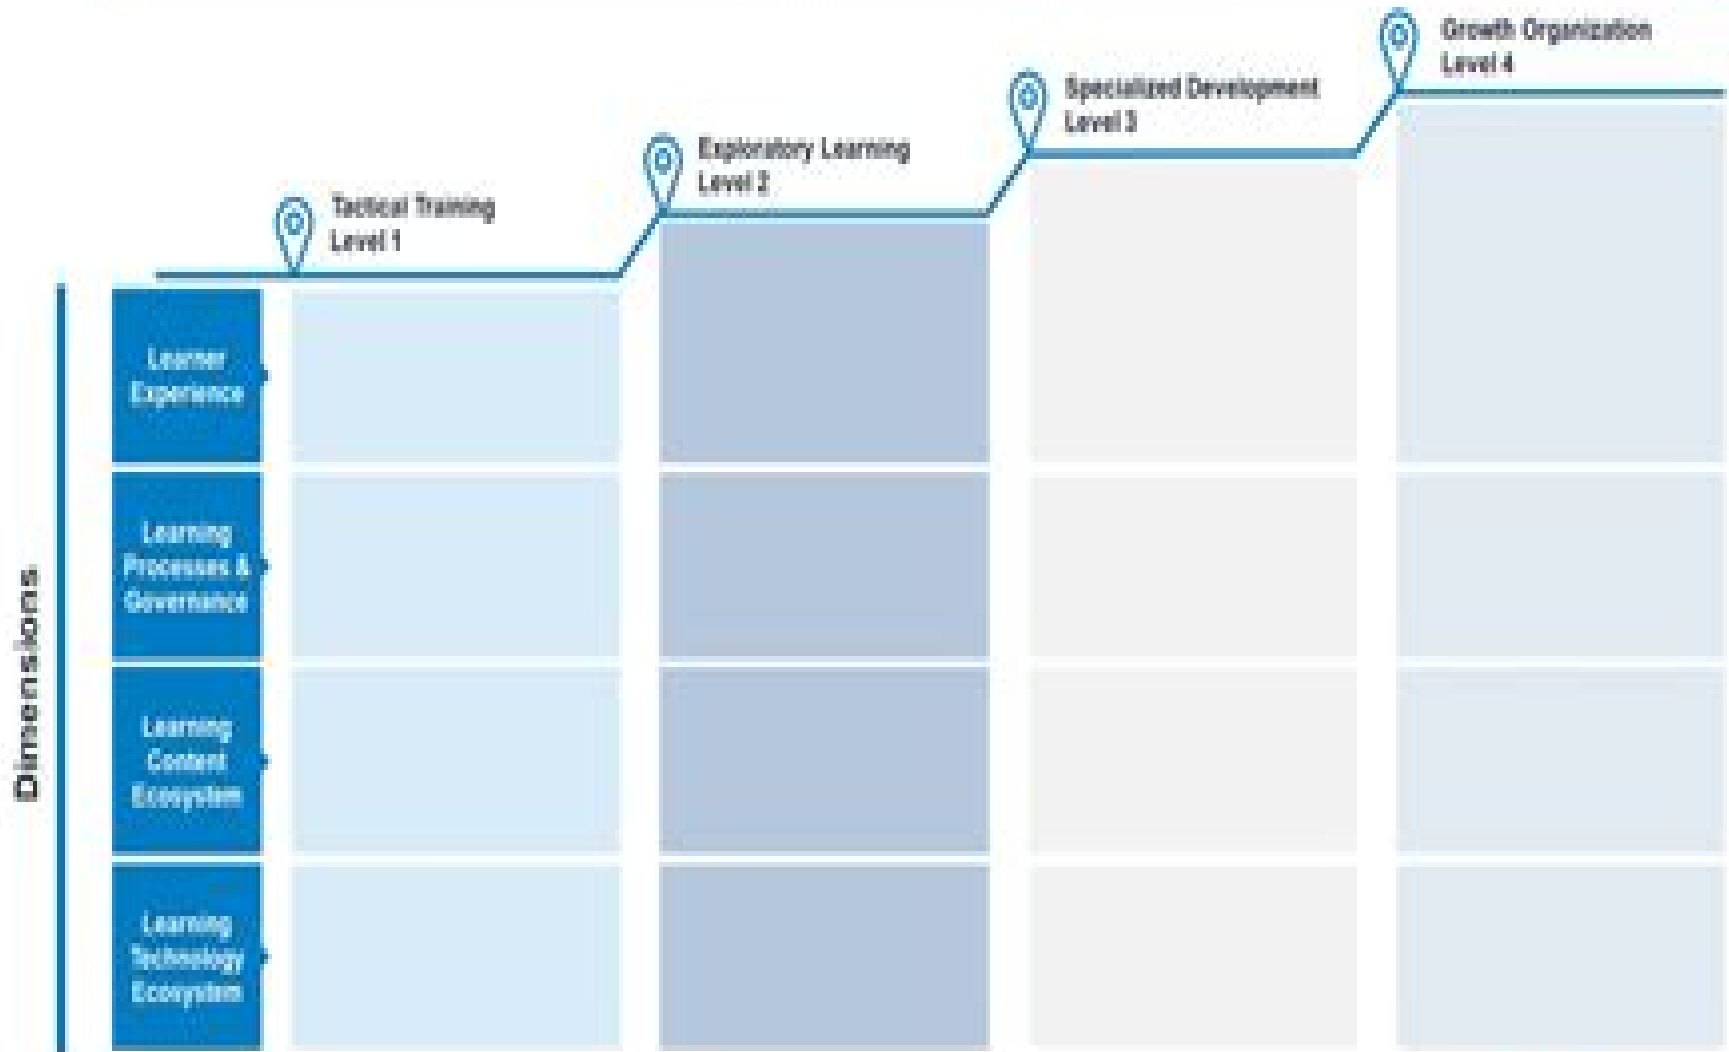 Growth Organization
Level 4
Specialized Development
Level 3
Exploratory Learning
Level 2
Tactical Training
Level 1
Dimensions
Learner
Experience
Learning
Processes &
Governance
Learning
Content
Ecosystem
Learning
Technology
Ecosystem